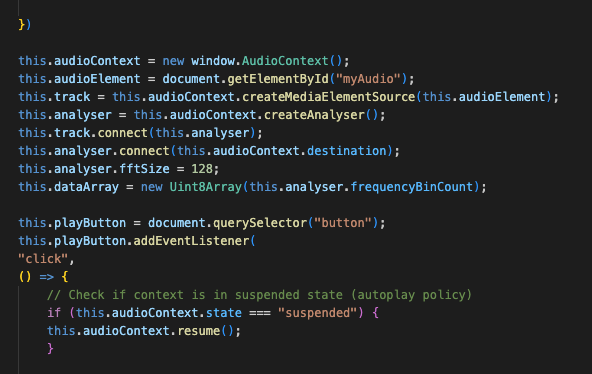 })
this.audioContext = new window.AudioContext();
this.audioElement = document.getElementById("myAudio");
this.track = this.audioContext.createMediaElementSource(this.audioElement);
this.analyser = this.audioContext.createAnalyser();
this.track.connect(this.analyser);
this.analyser.connect(this.audioContext.destination);
this.analyser.fftSize = 128;
this.dataArray = new Uint8Array(this.analyser.frequencyBinCount);
this.playButton = document.querySelector("button");
this.playButton.addEventListener(
"click",
() => {
// Check if context is in suspended state (autoplay policy)
if (this.audioContext.state === "suspended") {
this.audioContext.resume();
}